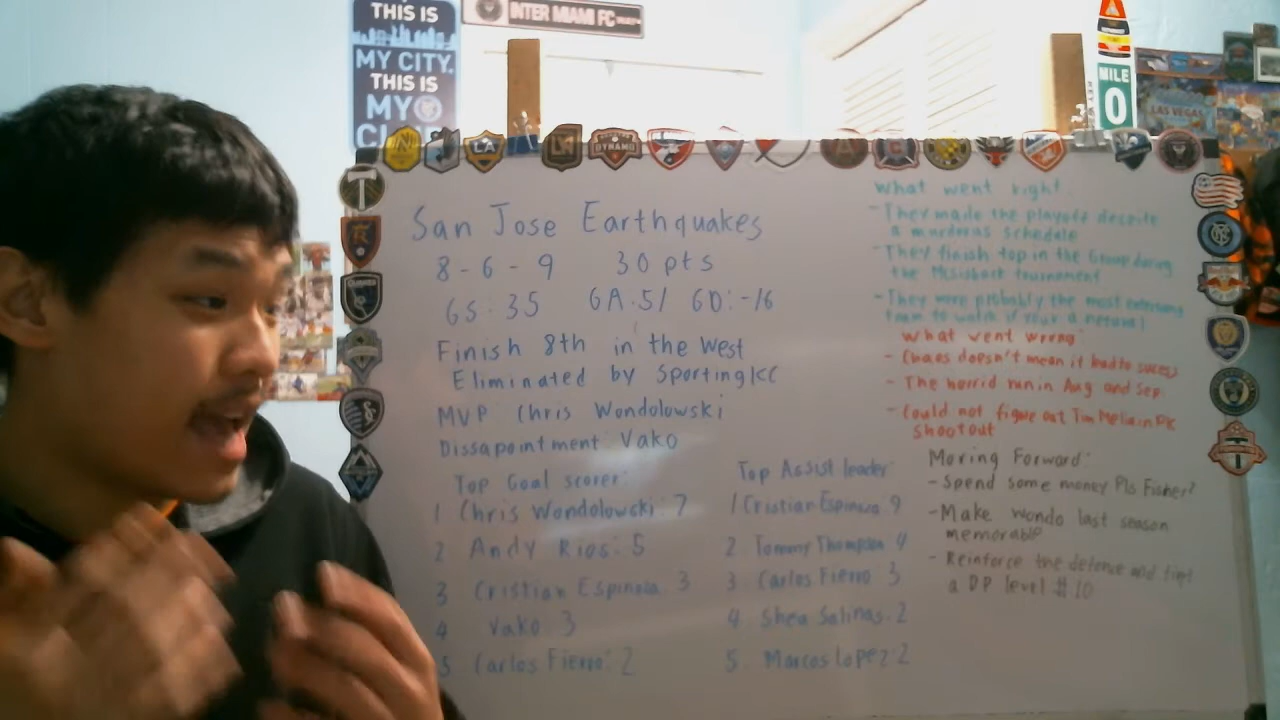 THIS IS
MY CITY.
THIS IS
MY
INTER MIAMI FC
MILE
0
LAS VEGAS
LA
DYNAMO
San Jose Earthquakes
8-6-9 30 pts
GS: 35 GA: 51 GD: -16
Finish 8th in the West
Eliminated by Sporting KC
MVP Chris Wondolowski
Dissapointment Vako
Top Goal scorer:
1 Chris Wondolowski: 7
2 Andy Rios: 5
3 Cristian Espinoza 3
4 Vako 3
5 Carlos Fierro: 2
Top Assist leader:
1 Cristian Espinoza 9
2 Tommy Thompson 4
3 Carlos Fierro 3
4 Shea Salinas. 2
5 Marcos Lopez: 2
What went right
- They made the playoffs despite
a murderous schedule
- They finish top in the Group during
the MLSisback tournament
- They were probably the most
team to watch if your a netural
What went wrong
- Chaos doesn't mean it lead to sucess
- The horrid run in Aug and Sep.
- Could not figure out Tim Melia in PK
shootout
Moving Forward:
- Spend some money Pls Fisher?
- Make Wondo last season
memorable
- Reinforce the defense and
a DP level #10